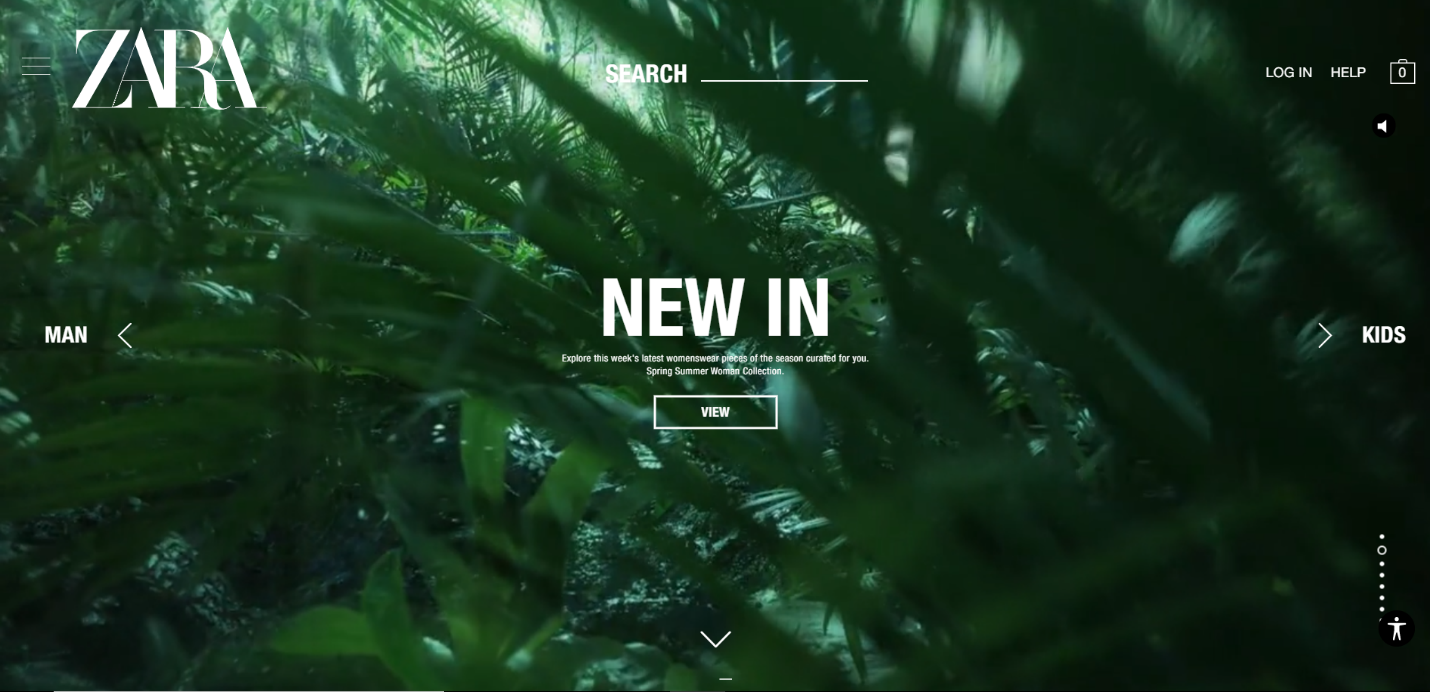 ZARA
SEARCH
LOG IN
HELP
0
NEW IN
MAN
KIDS
Explore this week's latest womenswear pieces of the season curated for you.
Spring Summer Woman Collection.
VIEW